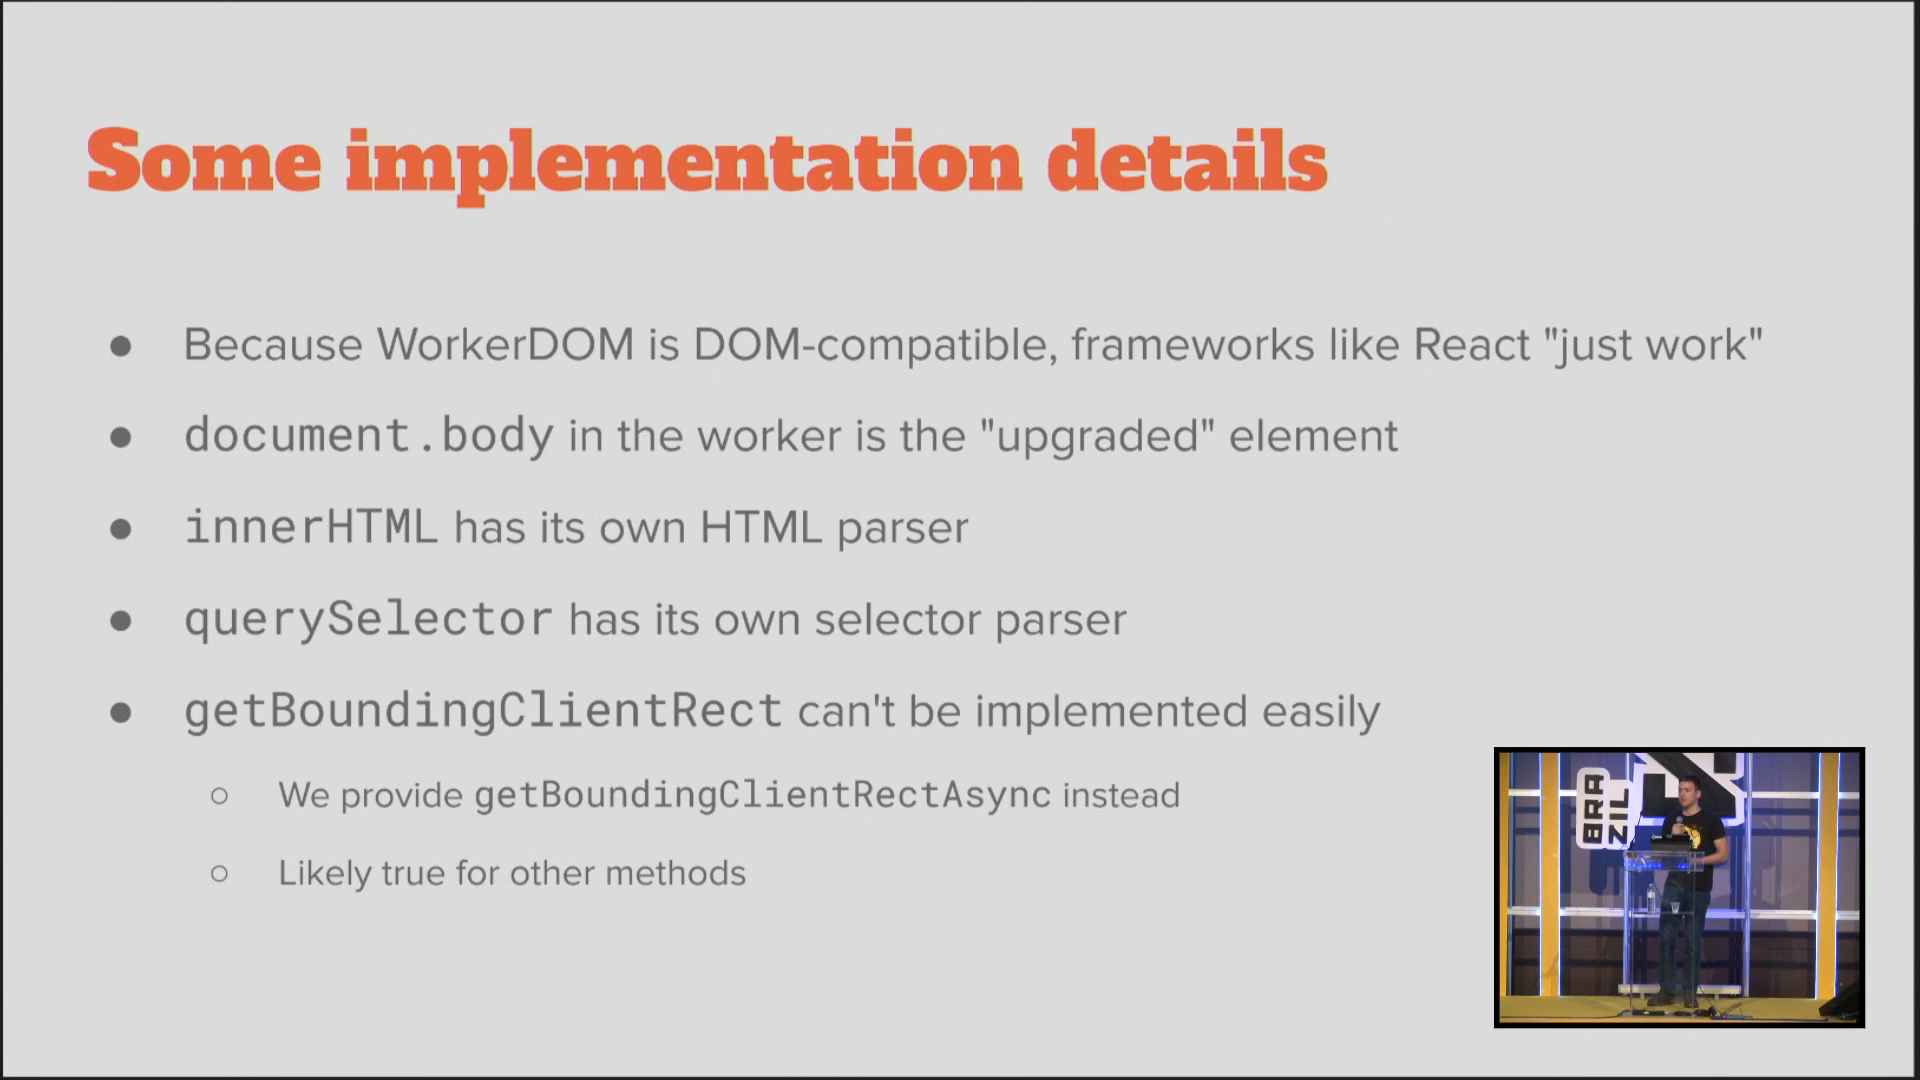 Some implementation details
● Because WorkerDOM is DOM-compatible, frameworks like React "just work"
● document.body in the worker is the "upgraded" element
● innerHTML has its own HTML parser
● querySelector has its own selector parser
● getBoundingClientRect can't be implemented easily
○ We provide getBoundingClientRectAsync instead
○ Likely true for other methods
BRA
ZIL